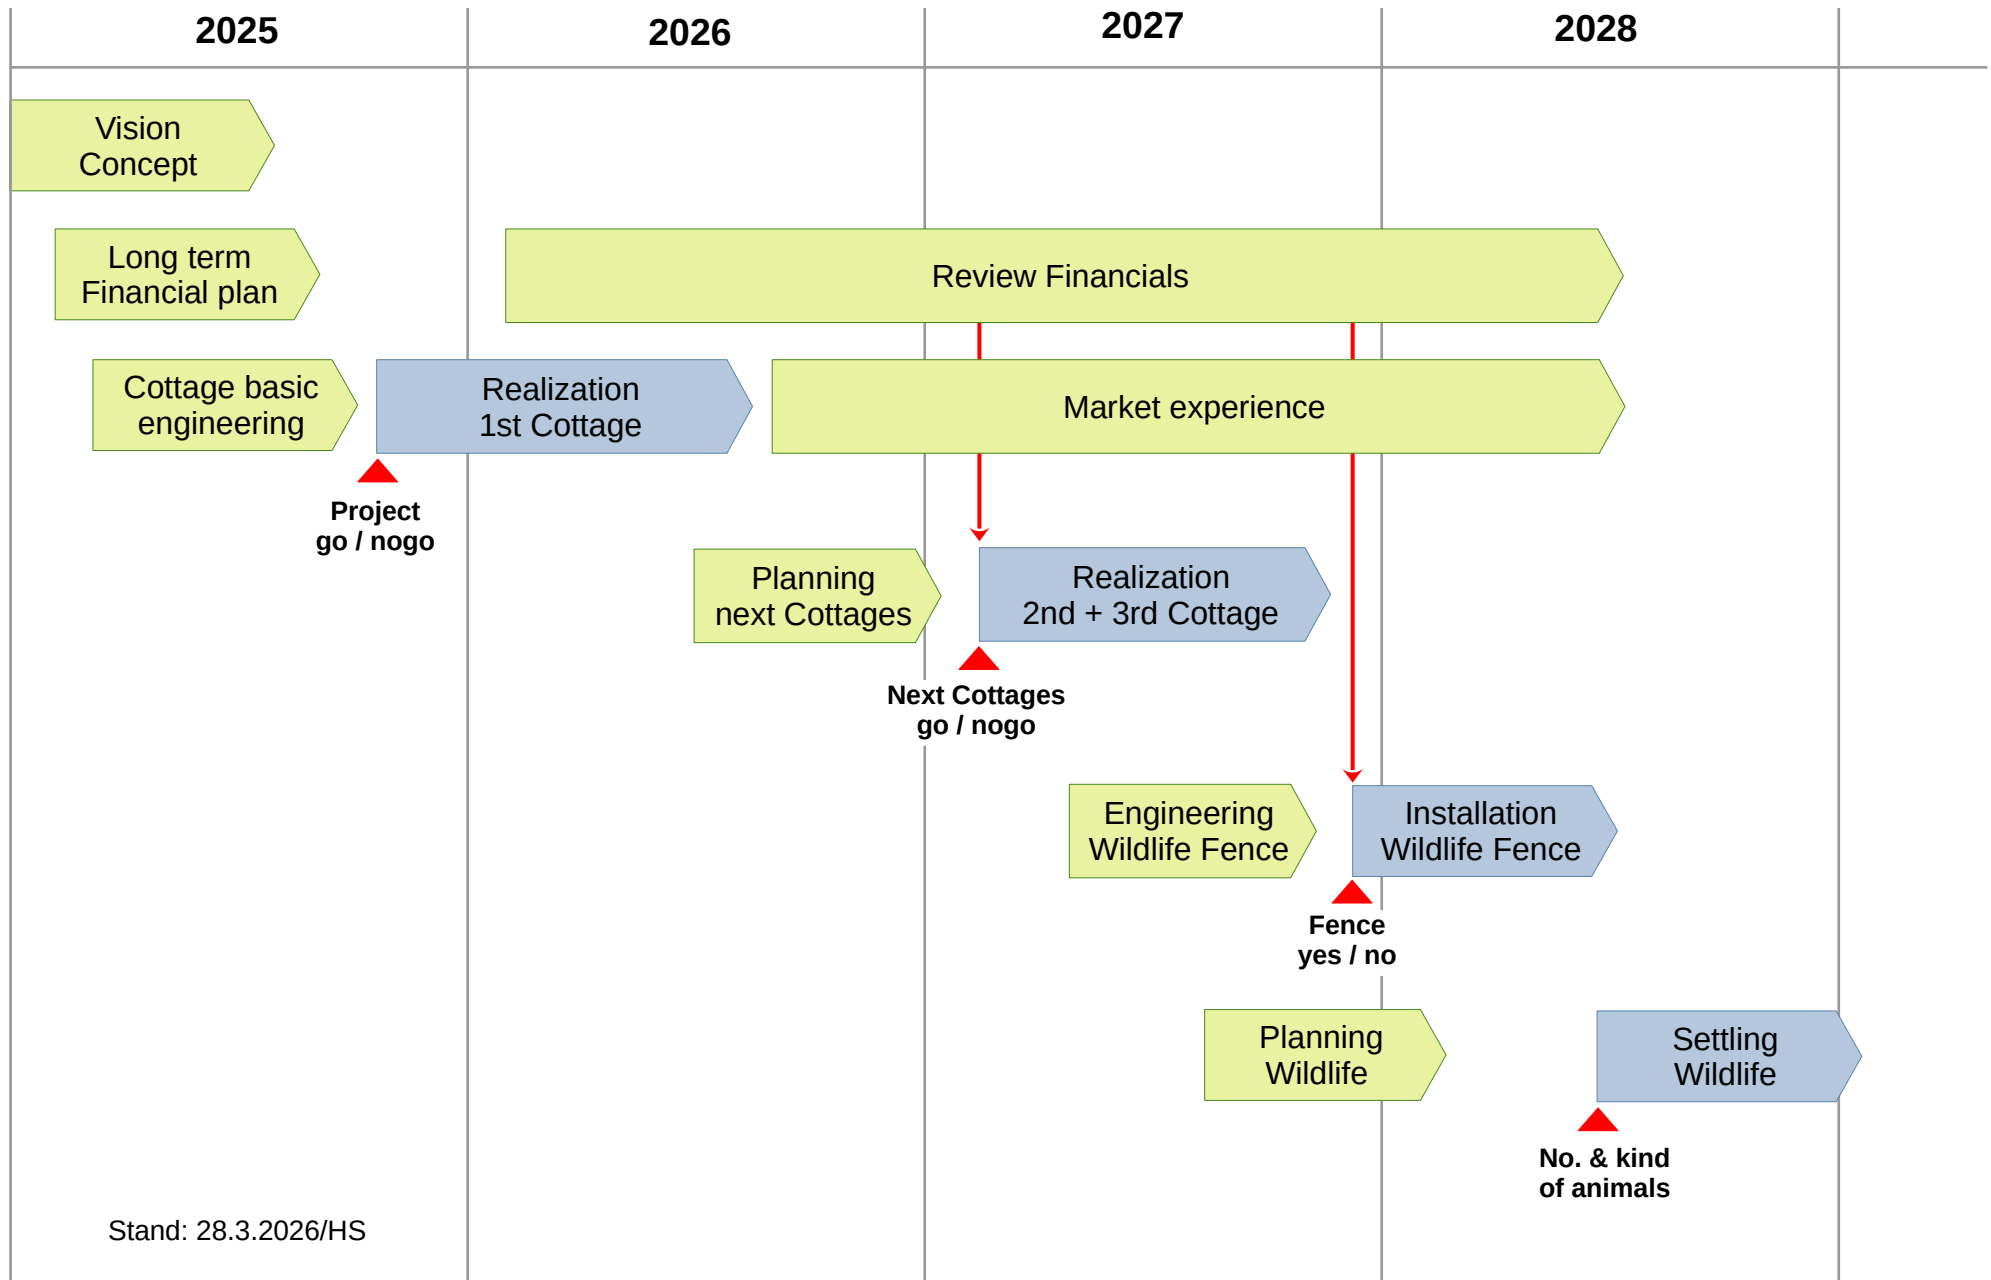 2025
2026
2027
2028
Vision
Concept
Long term
Financial plan
Review Financials
Cottage basic
engineering
Realization
1st Cottage
Market experience
Project
go / nogo
Planning
next Cottages
Realization
2nd + 3rd Cottage
Next Cottages
go / nogo
Engineering
Wildlife Fence
Installation
Wildlife Fence
Fence
yes / no
Planning
Wildlife
Settling
Wildlife
No. & kind
of animals
Stand: 28.3.2026/HS